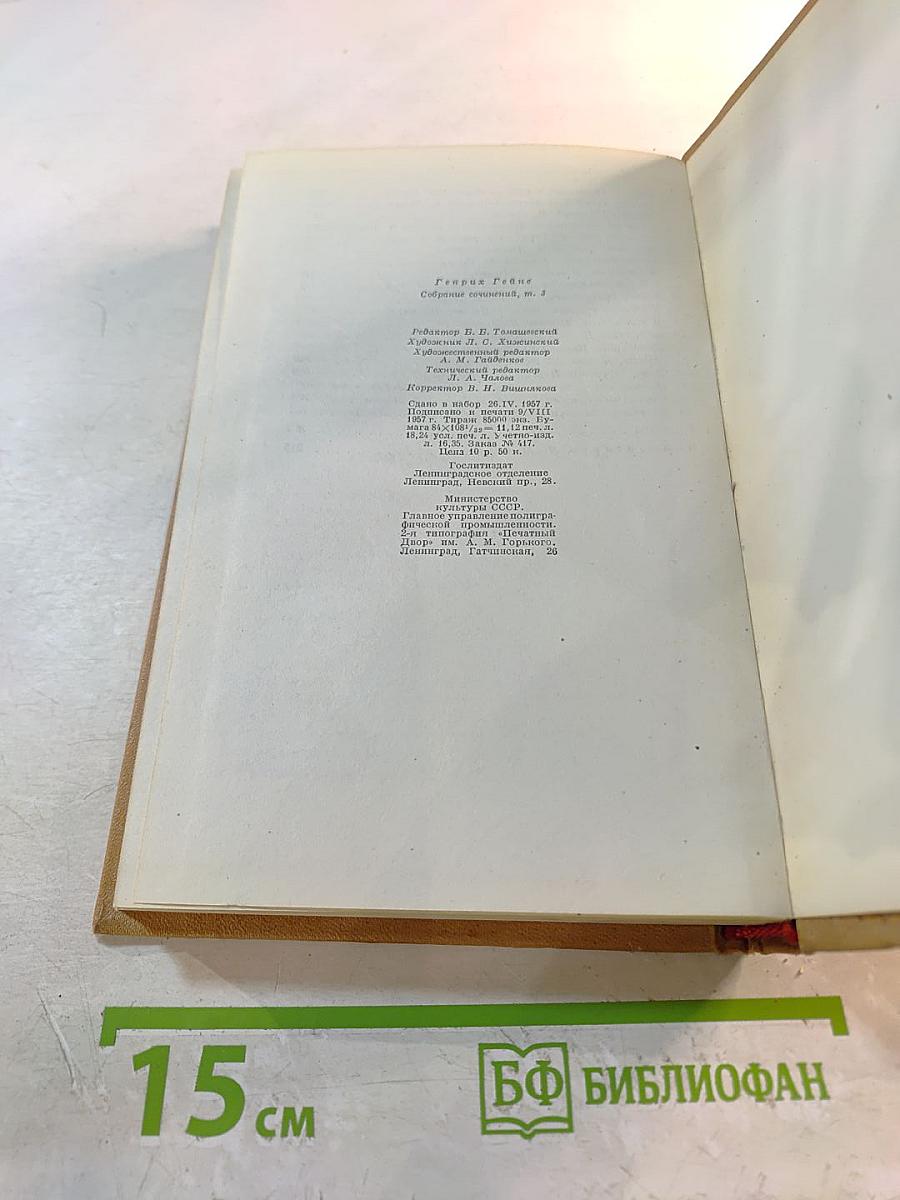 Генрих Гейне
Собрание сочинений, т. 3
Редактор Б. Б. Томашевский
Художник Л. С. Хижинский
Художественный редактор
А. М. Гайденков
Технический редактор
Л. А. Чалова
Корректор В. Н. Вишнякова
Сдано в набор 26.IV. 1957 г.
Подписано к печати 9/VIII
1957 г. Тираж 85000 экз. Бу-
мага 84×108¹/₃₂ = 11,12 печ. л.
18,24 усл. печ. л. Учетно-изд.
л. 16,35. Заказ № 417.
Цена 10 р. 50 к.
Гослитиздат
Ленинградское отделение
Ленинград, Невский пр., 28.
Министерство
культуры СССР.
Главное управление полигра-
фической промышленности.
2-я типография «Печатный
Двор» им. А. М. Горького.
Ленинград, Гатчинская, 26
15 см
БФ БИБЛИОФАН